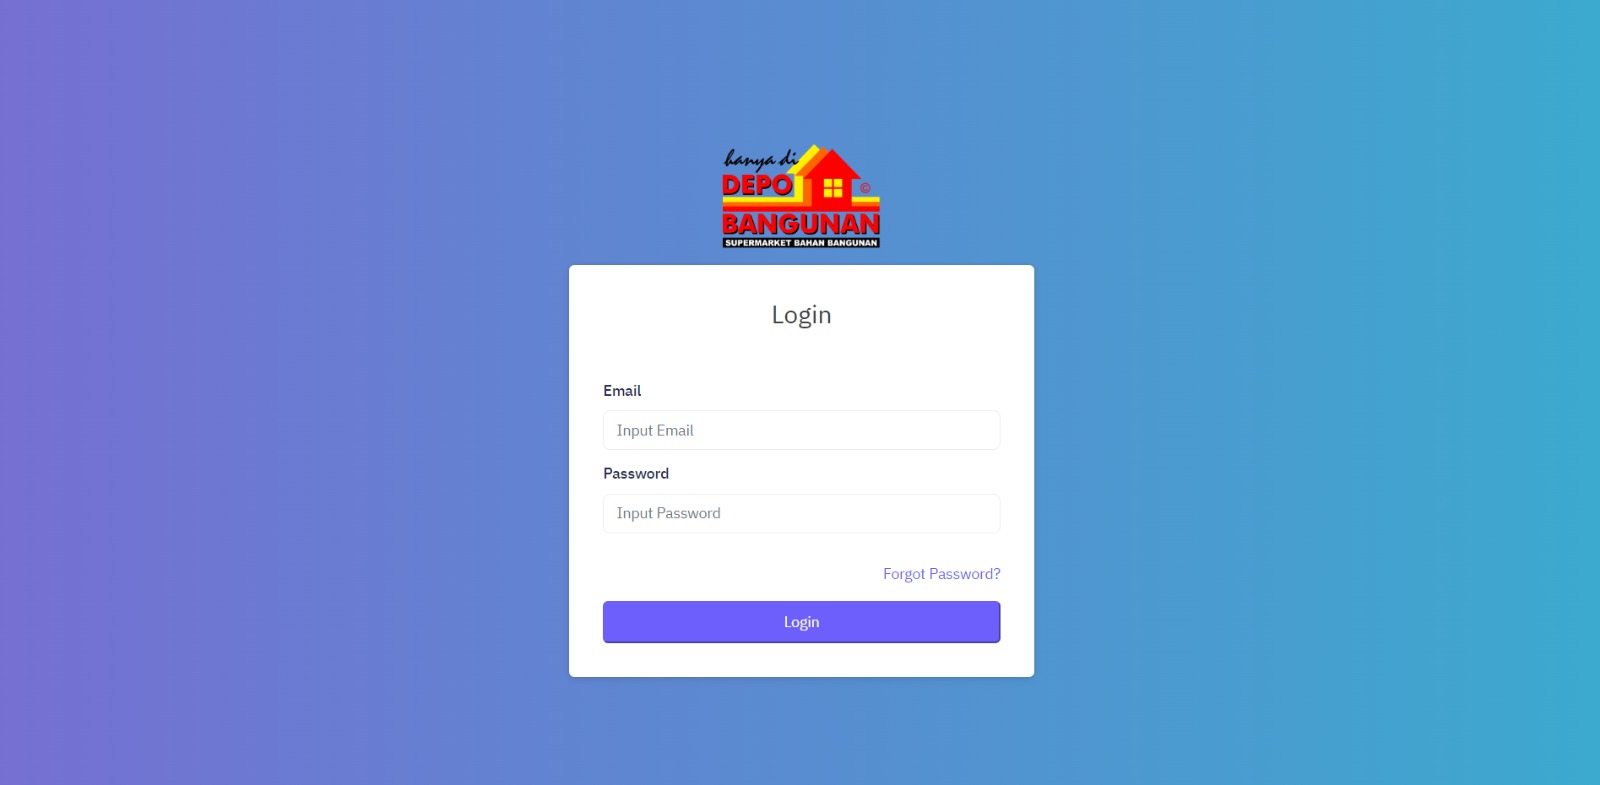 hanya di
DEPO
©
BANGUNAN
SUPERMARKET BAHAN BANGUNAN
Login
Email
Input Email
Password
Input Password
Forgot Password?
Login